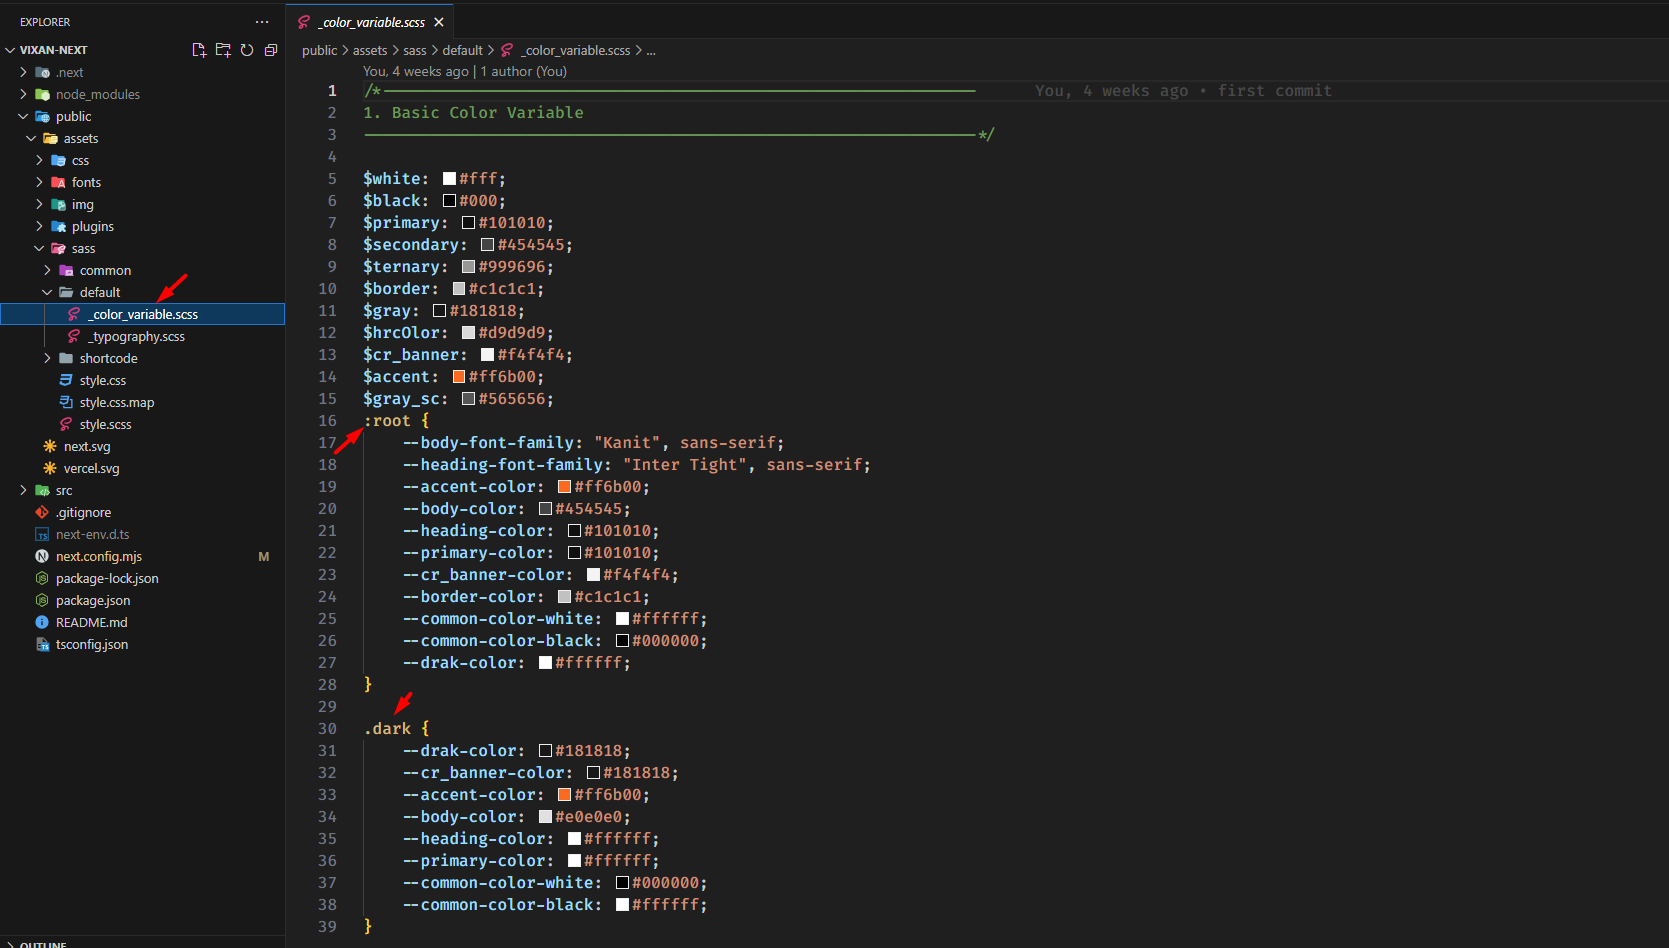 EXPLORER
VIXAN-NEXT
.next
node_modules
public
assets
css
fonts
img
plugins
sass
common
default
_color_variable.scss
_typography.scss
shortcode
style.css
style.css.map
style.scss
next.svg
vercel.svg
src
.gitignore
next-env.d.ts
next.config.mjs M
package-lock.json
package.json
README.md
tsconfig.json
OUTLINE
_color_variable.scss
public > assets > sass > default > _color_variable.scss > ...
You, 4 weeks ago | 1 author (You)
1 /*-------------------------------------------------------------- You, 4 weeks ago • first commit
2 1. Basic Color Variable
3 ----------------------------------------------------------------*/
4
5 $white: #fff;
6 $black: #000;
7 $primary: #101010;
8 $secondary: #454545;
9 $ternary: #999696;
10 $border: #c1c1c1;
11 $gray: #181818;
12 $hrcOlor: #d9d9d9;
13 $cr_banner: #f4f4f4;
14 $accent: #ff6b00;
15 $gray_sc: #565656;
16 :root {
17 --body-font-family: "Kanit", sans-serif;
18 --heading-font-family: "Inter Tight", sans-serif;
19 --accent-color: #ff6b00;
20 --body-color: #454545;
21 --heading-color: #101010;
22 --primary-color: #101010;
23 --cr_banner-color: #f4f4f4;
24 --border-color: #c1c1c1;
25 --common-color-white: #ffffff;
26 --common-color-black: #000000;
27 --drak-color: #ffffff;
28 }
29
30 .dark {
31 --drak-color: #181818;
32 --cr_banner-color: #181818;
33 --accent-color: #ff6b00;
34 --body-color: #e0e0e0;
35 --heading-color: #ffffff;
36 --primary-color: #ffffff;
37 --common-color-white: #000000;
38 --common-color-black: #ffffff;
39 }